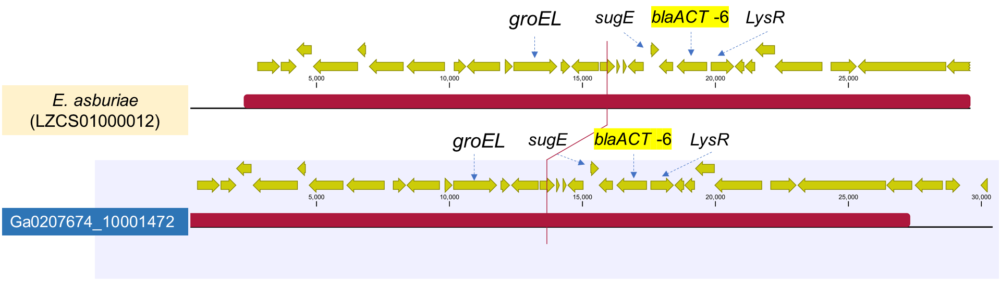 groEL sugE blaACT -6 LysR
5,000 10,000 15,000 20,000 25,000
E. asburiae
(LZCS01000012)
groEL sugE blaACT -6 LysR
5,000 10,000 15,000 20,000 25,000 30,000
Ga0207674_10001472